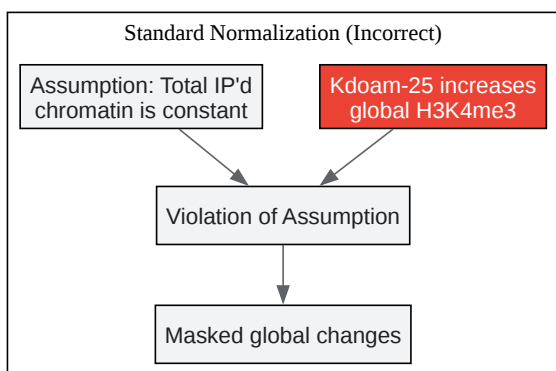 Standard Normalization (Incorrect)
Assumption: Total IP'd
chromatin is constant
Kdoam-25 increases
global H3K4me3
Violation of Assumption
Masked global changes